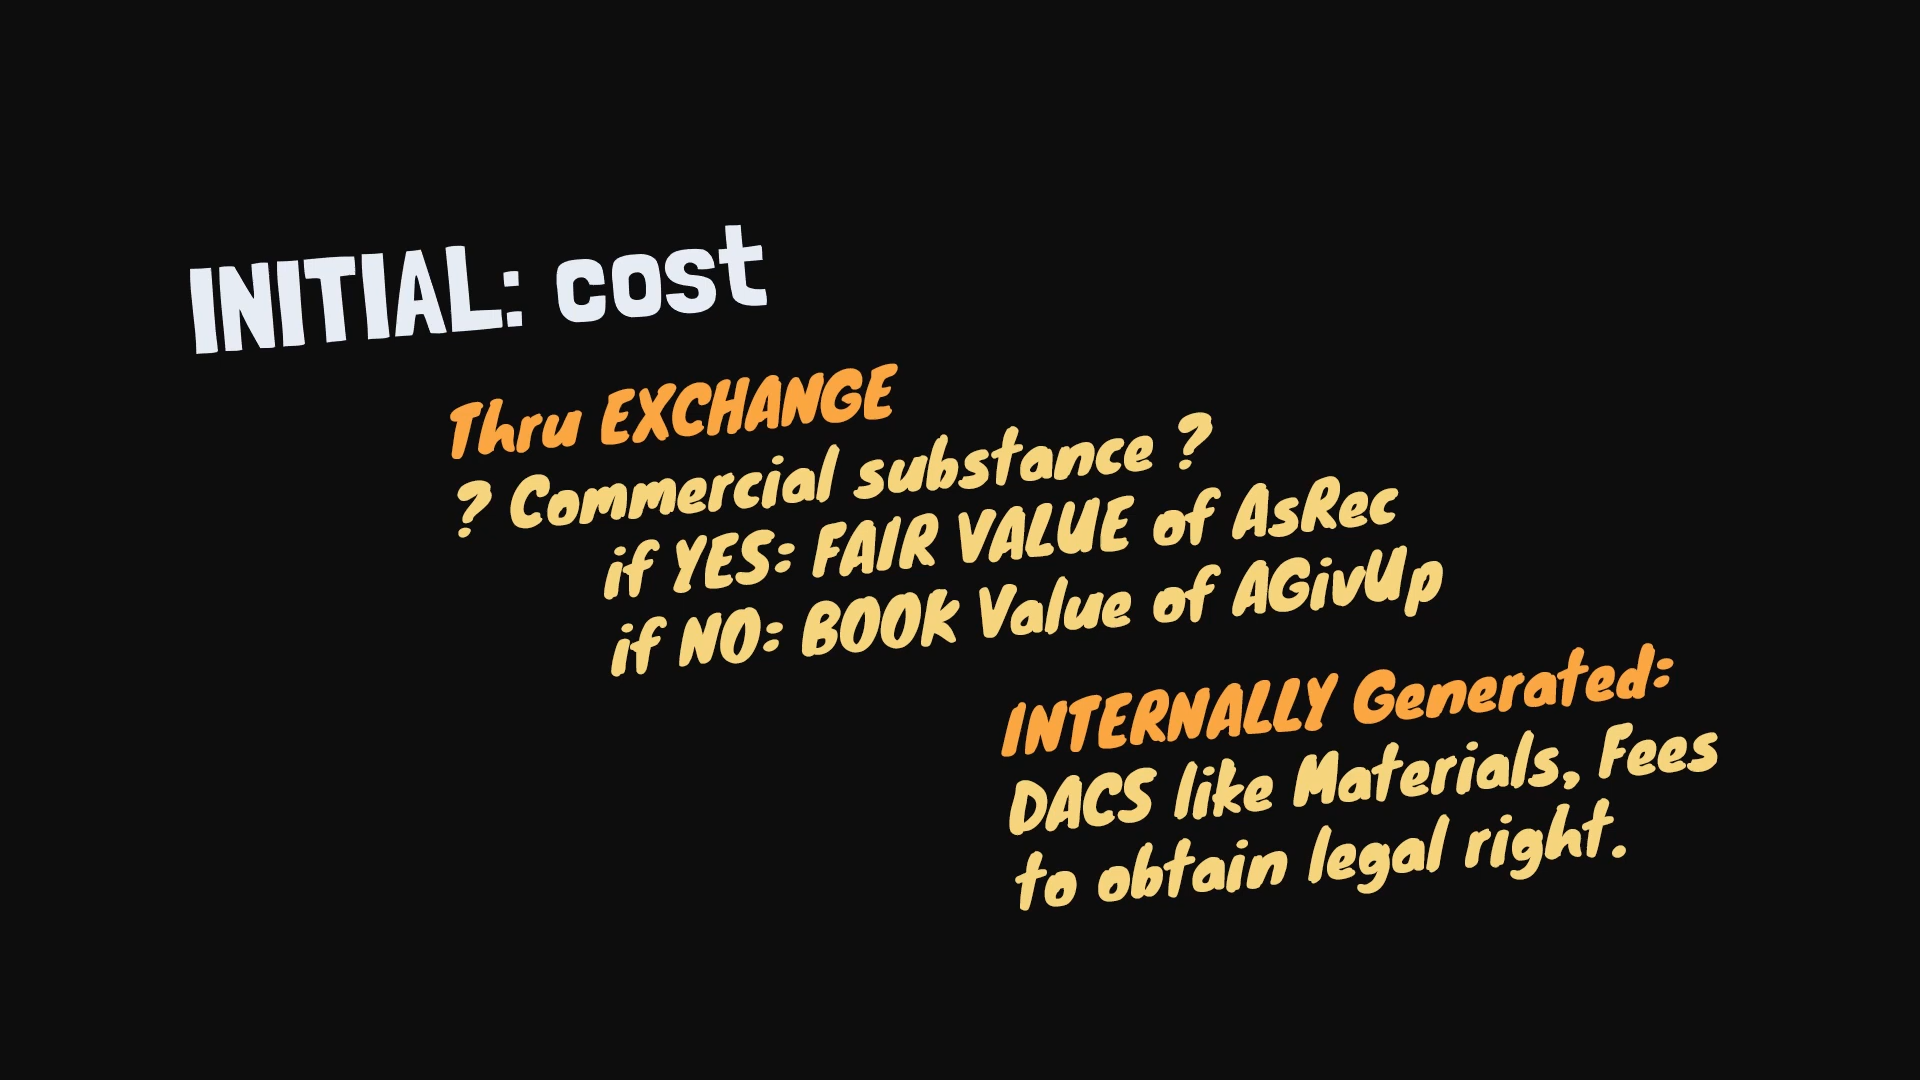 INITIAL: cost
Thru EXCHANGE
? Commercial substance ?
if YES: FAIR VALUE of AsRec
if NO: BOOK Value of AGivUp
INTERNALLY Generated:
DACS like Materials, Fees
to obtain legal right.